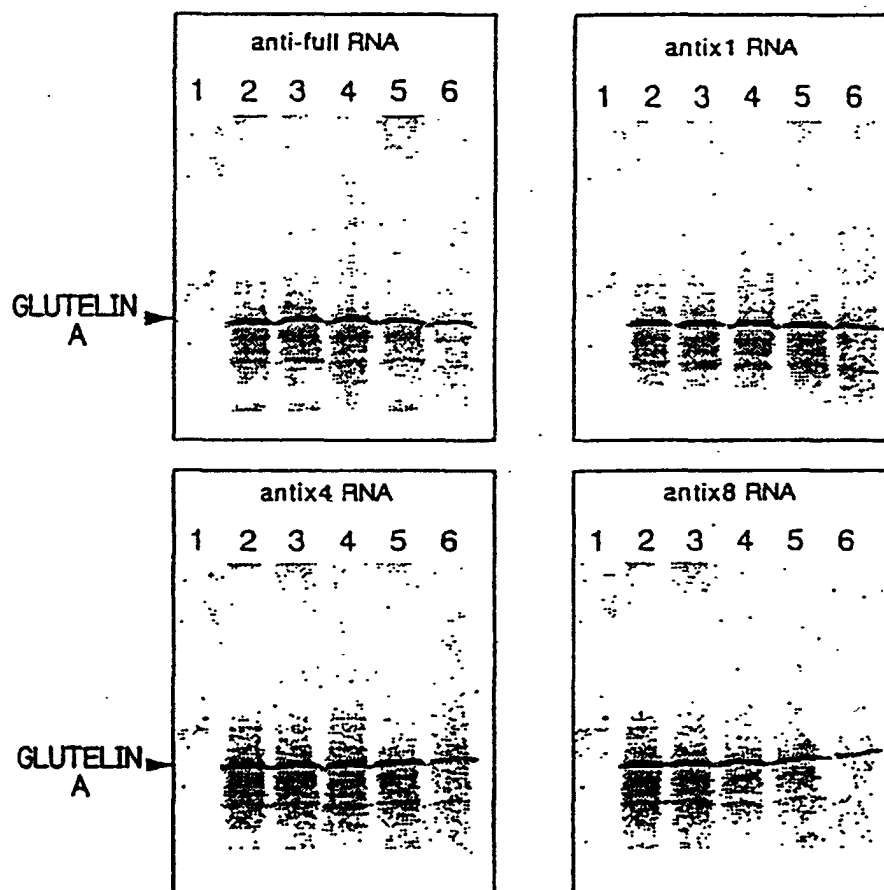 anti-full RNA
1 2 3 4 5 6
antix1 RNA
1 2 3 4 5 6
GLUTELIN
A
antix4 RNA
1 2 3 4 5 6
antix8 RNA
1 2 3 4 5 6
GLUTELIN
A